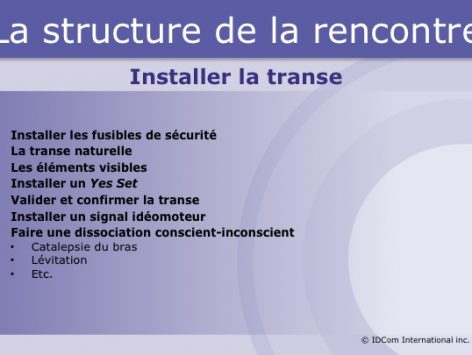 La structure de la rencontre
Installer la transe
Installer les fusibles de sécurité
La transe naturelle
Les éléments visibles
Installer un Yes Set
Valider et confirmer la transe
Installer un signal idéomoteur
Faire une dissociation conscient-inconscient
• Catalepsie du bras
• Lévitation
• Etc.
© IDCom International inc.